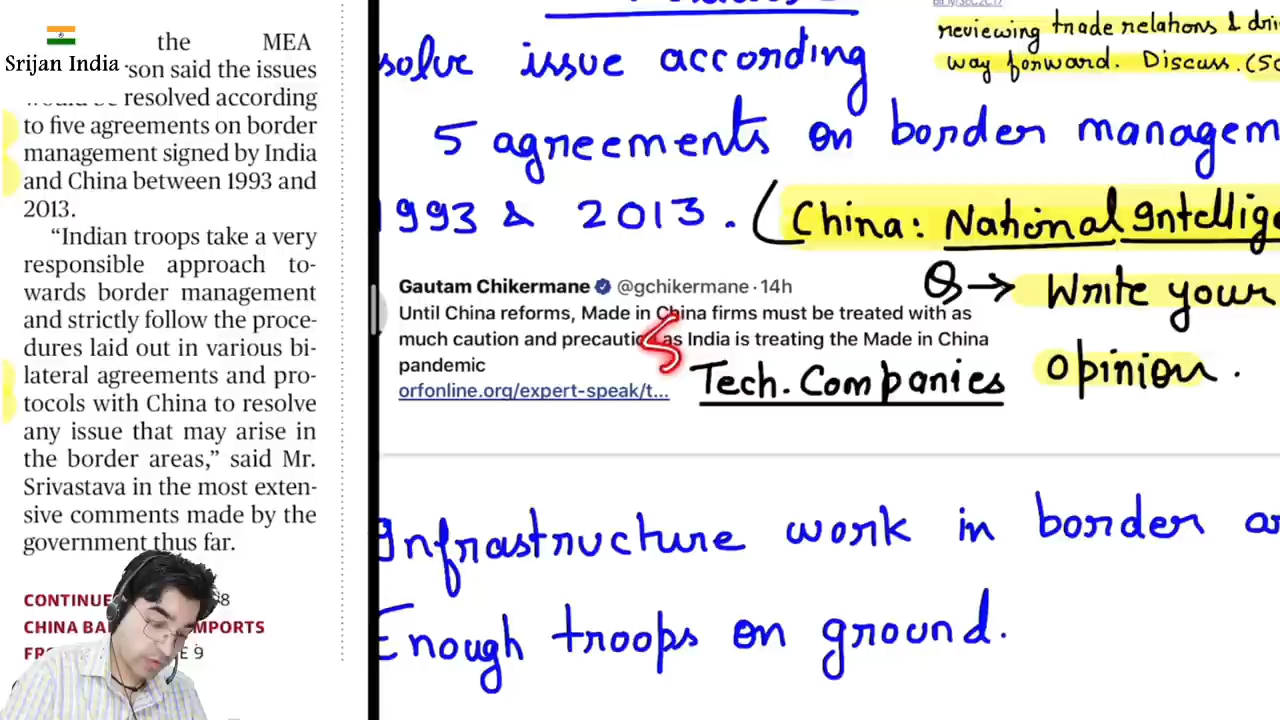 Srijan India
the MEA
son said the issues
would be resolved according
to five agreements on border
management signed by India
and China between 1993 and
2013.
“Indian troops take a very
responsible approach to-
wards border management
and strictly follow the proce-
dures laid out in various bi-
lateral agreements and pro-
tocols with China to resolve
any issue that may arise in
the border areas,” said Mr.
Srivastava in the most exten-
sive comments made by the
government thus far.
CONTINUE 8
CHINA BA MPORTS
FR E 9
reviewing trade relations &
way forward. Discuss.
solve issue according
5 agreements on border managem
1993 & 2013. (China: National Intellige
Q → Write your
opinion.
Gautam Chikermane @gchikermane · 14h
Until China reforms, Made in China firms must be treated with as
much caution and precautio as India is treating the Made in China
pandemic
orfonline.org/expert-speak/t...
5
Tech. Companies
Infrastructure work in border
Enough troops on ground.